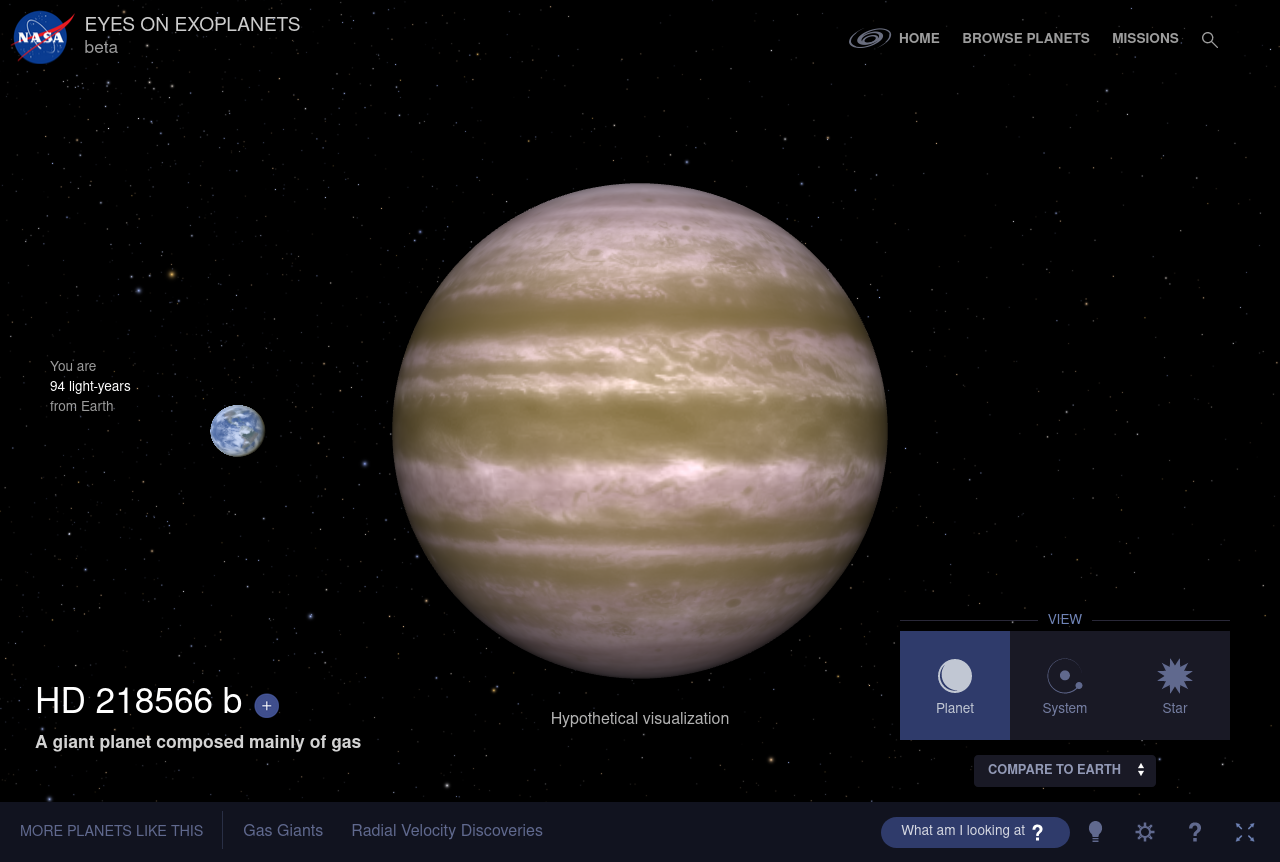 NASA
EYES ON EXOPLANETS
beta
HOME
BROWSE PLANETS
MISSIONS
You are
94 light-years
from Earth
HD 218566 b +
A giant planet composed mainly of gas
Hypothetical visualization
VIEW
Planet
System
Star
COMPARE TO EARTH
MORE PLANETS LIKE THIS
Gas Giants
Radial Velocity Discoveries
What am I looking at ?
?